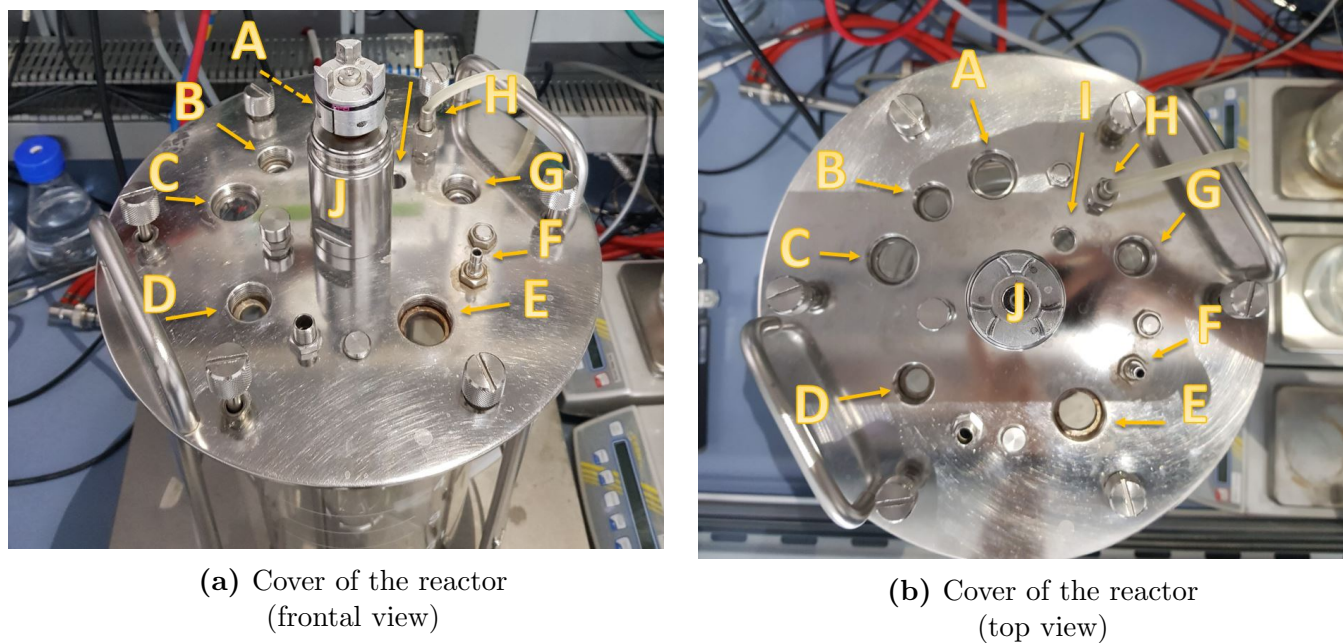 A
B
C
D
I
H
G
F
E
J
A
B
C
D
I
H
G
F
E
J
(a) Cover of the reactor
(frontal view)
(b) Cover of the reactor
(top view)